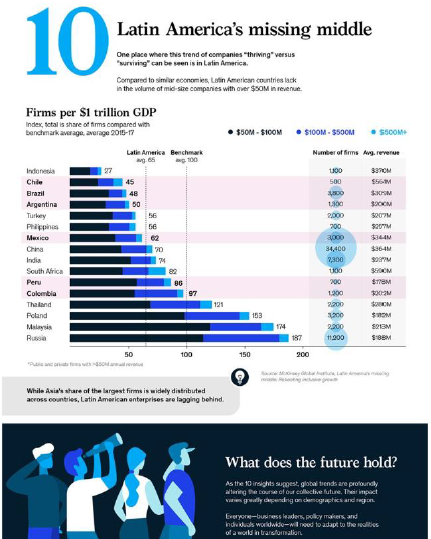 10
Latin America's missing middle
One place where this trend of companies "thriving" versus
"surviving" can be seen is in Latin America.
Compared to similar economies, Latin American countries lack
in the volume of mid-size companies with over $50M in revenue.
Firms per $1 trillion GDP
Index, total is share of firms compared with
benchmark average, average 2015-17
$50M - $100M
$100M - $500M
$500M+
Latin America
avg. 65
Benchmark
avg. 100
Number of firms
Avg. revenue
Indonesia 27 1,100 $370M
Chile 45 500 $564M
Brazil 48 3,800 $309M
Argentina 50 1,300 $200M
Turkey 56 2,000 $207M
Philippines 56 700 $257M
Mexico 62 3,000 $344M
China 70 34,400 $364M
India 74 7,300 $237M
South Africa 82 1,100 $590M
Peru 86 700 $178M
Colombia 97 1,200 $202M
Thailand 121 2,200 $280M
Poland 153 3,200 $182M
Malaysia 174 2,200 $213M
Russia 187 11,200 $188M
50 100 150 200
*Public and private firms with >$50M annual revenue
While Asia's share of the largest firms is widely distributed
across countries, Latin American enterprises are lagging behind.
Source: McKinsey Global Institute, Latin America's missing
middle: Rebooting inclusive growth
What does the future hold?
As the 10 insights suggest, global trends are profoundly
altering the course of our collective future. Their impact
varies greatly depending on demographics and region.
Everyone—business leaders, policy makers, and
individuals worldwide—will need to adapt to the realities
of a world in transformation.